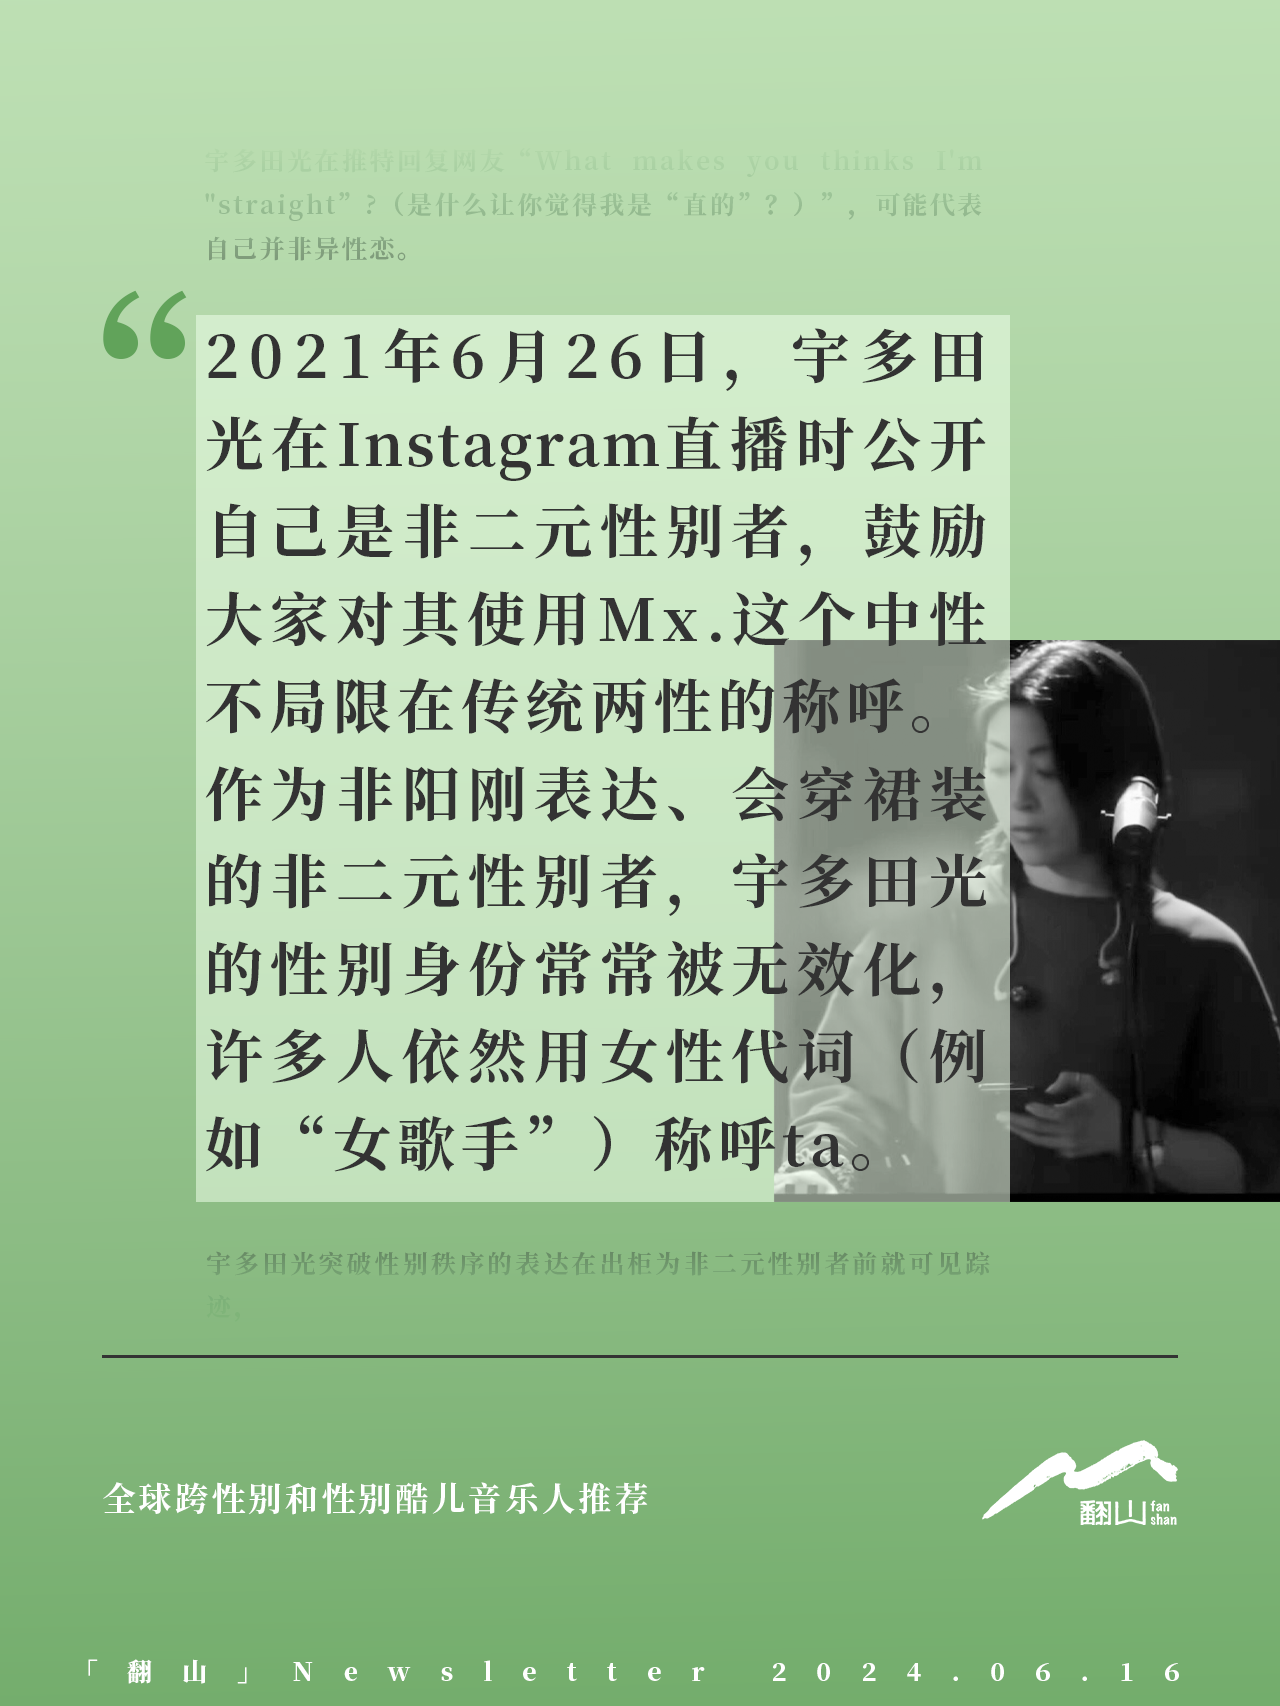 宇多田光在推特回复网友“What makes you thinks I'm
"straight”?（是什么让你觉得我是“直的”？）”，可能代表
自己并非异性恋。
“
2021年6月26日，宇多田
光在Instagram直播时公开
自己是非二元性别者，鼓励
大家对其使用Mx.这个中性
不局限在传统两性的称呼。
作为非阳刚表达、会穿裙装
的非二元性别者，宇多田光
的性别身份常常被无效化，
许多人依然用女性代词（例
如“女歌手”）称呼ta。
宇多田光突破性别秩序的表达在出柜为非二元性别者前就可见踪
迹，
全球跨性别和性别酷儿音乐人推荐
翻山 fan
shan
「翻山」Newsletter 2024.06.16